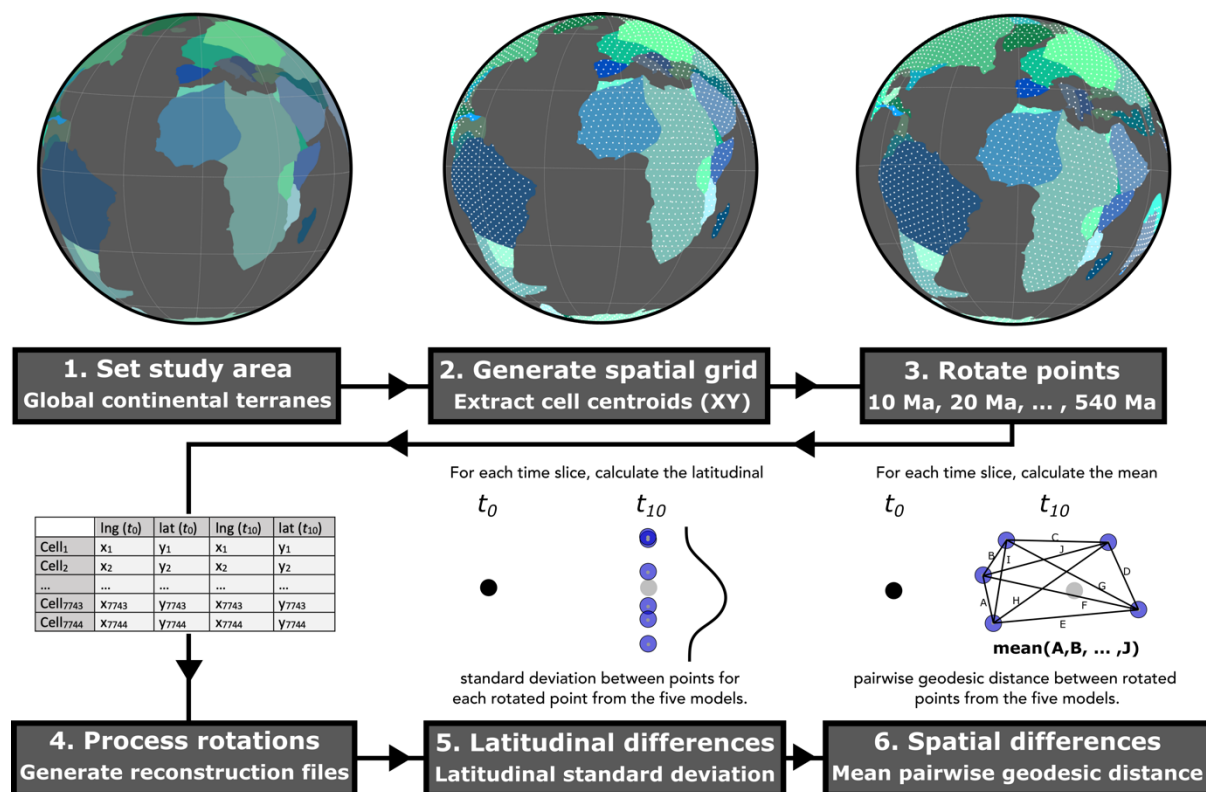 1. Set study area
Global continental terranes
2. Generate spatial grid
Extract cell centroids (XY)
3. Rotate points
10 Ma, 20 Ma, ... , 540 Ma
lng (t0) lat (t0) lng (t10) lat (t10)
Cell1 x1 y1 x1 y1
Cell2 x2 y2 x2 y2
... ... ... ... ...
Cell7743 x7743 y7743 x7743 y7743
Cell7744 x7744 y7744 x7744 y7744
For each time slice, calculate the latitudinal
t0 t10
standard deviation between points for
each rotated point from the five models.
For each time slice, calculate the mean
t0 t10
C
B I J
D
A H G
F
E
mean(A,B, ... ,J)
pairwise geodesic distance between rotated
points from the five models.
4. Process rotations
Generate reconstruction files
5. Latitudinal differences
Latitudinal standard deviation
6. Spatial differences
Mean pairwise geodesic distance